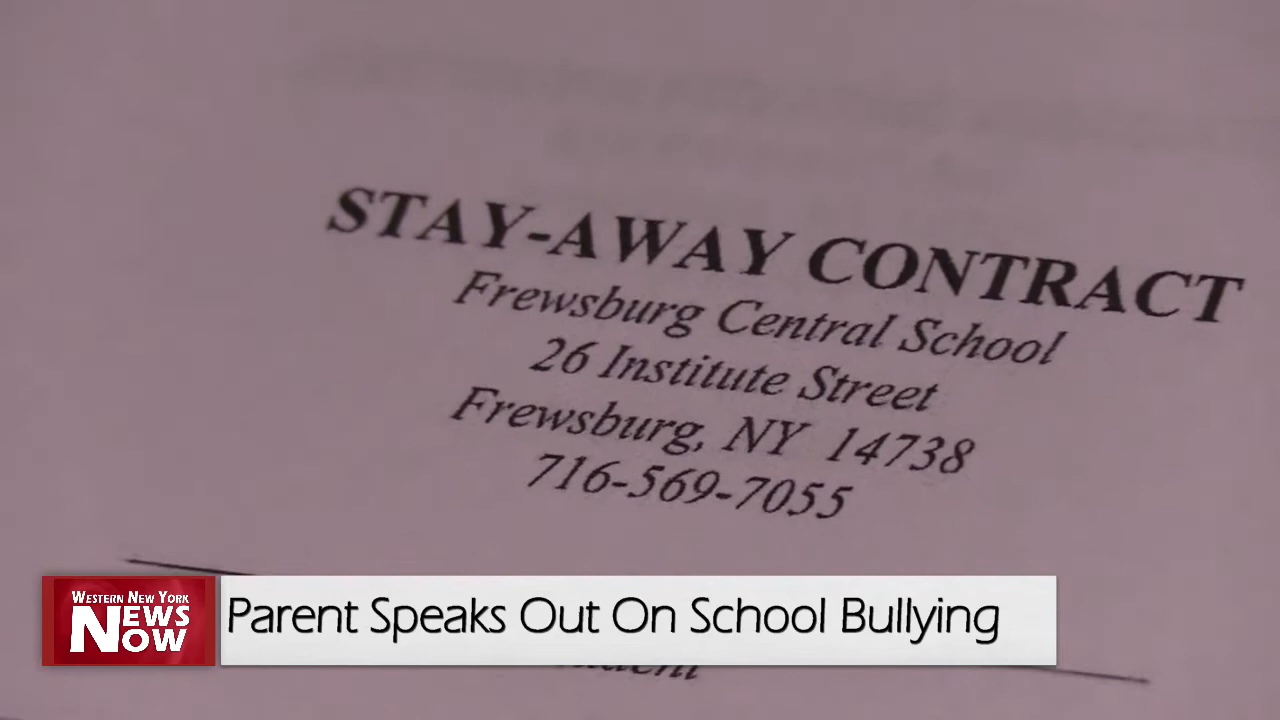 STAY-AWAY CONTRACT
Frewsburg Central School
26 Institute Street
Frewsburg, NY 14738
716-569-7055
WESTERN NEW YORK
NEWS
NOW
Parent Speaks Out On School Bullying